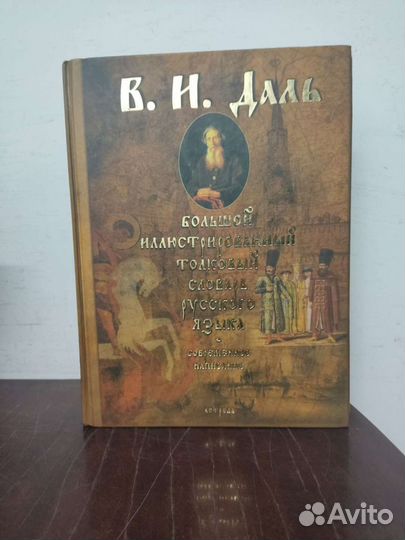 В. И. Даль
Большой
иллюстрированный
толковый
словарь
русского
языка
современное
написание
Avito